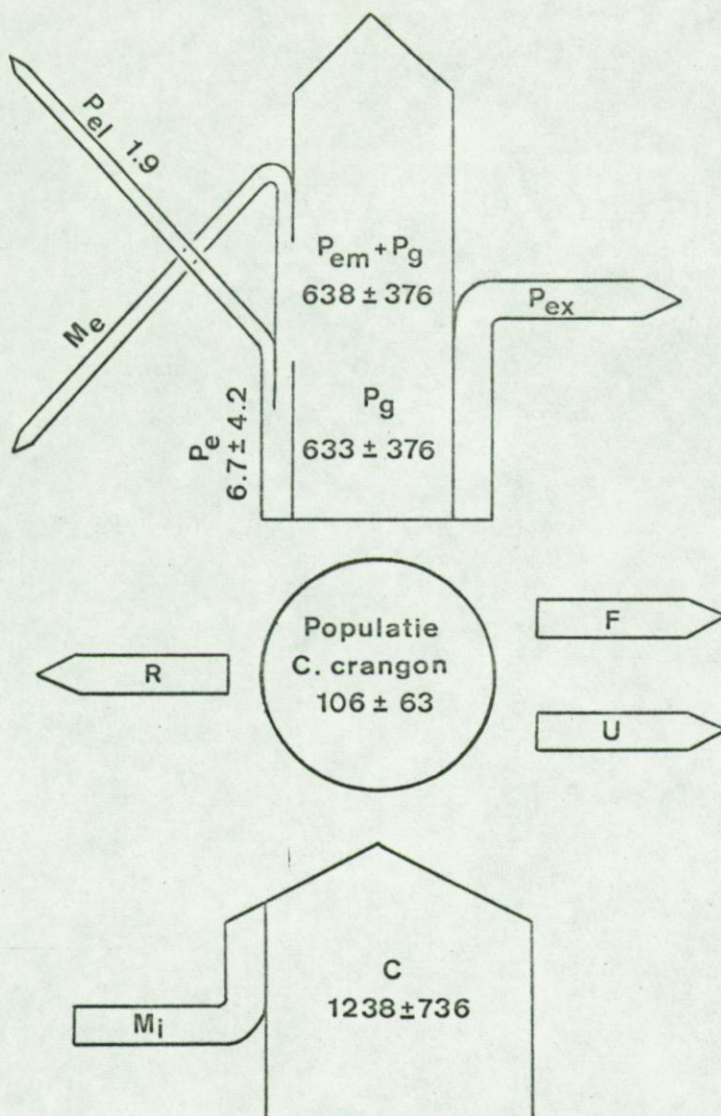 Pel 1.9
Me
Pem + Pg
638 ± 376
Pex
Pe
6.7 ± 4.2
Pg
633 ± 376
Populatie
C. crangon
106 ± 63
R
F
U
C
1238±736
Mi